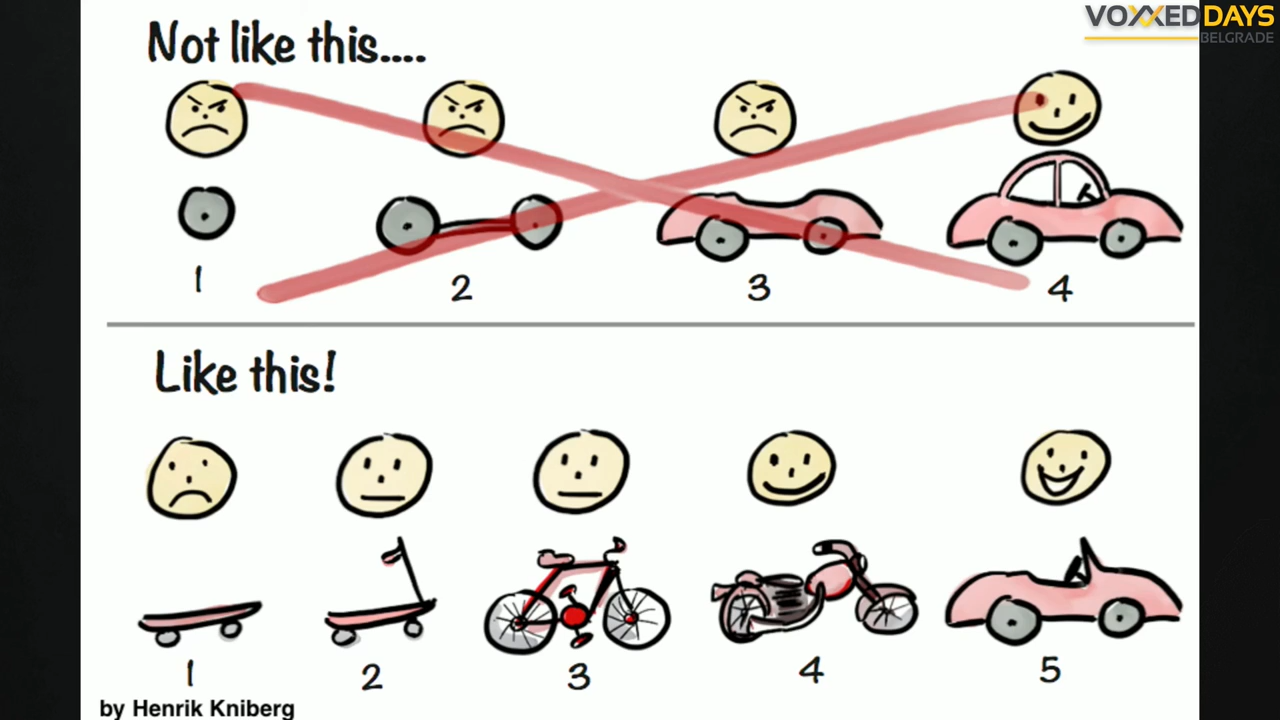 VOXXEDDAYS
BELGRADE
Not like this....
1
2
3
4
Like this!
1
2
3
4
5
by Henrik Kniberg